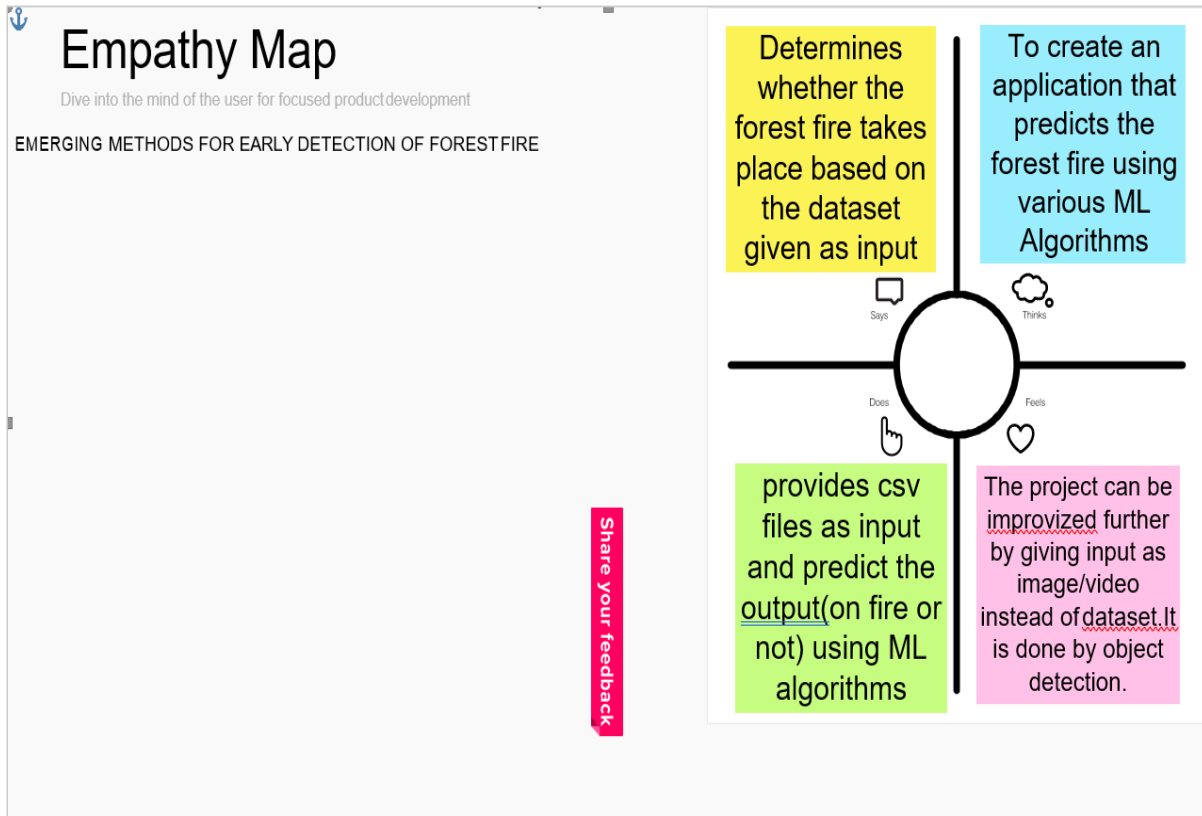 Empathy Map
Dive into the mind of the user for focused product development
EMERGING METHODS FOR EARLY DETECTION OF FOREST FIRE
Determines
whether the
forest fire takes
place based on
the dataset
given as input
To create an
application that
predicts the
forest fire using
various ML
Algorithms
Says
Thinks
Does
Feels
provides csv
files as input
and predict the
output(on fire or
not) using ML
algorithms
The project can be
improvized further
by giving input as
image/video
instead of dataset.It
is done by object
detection.
Share your feedback